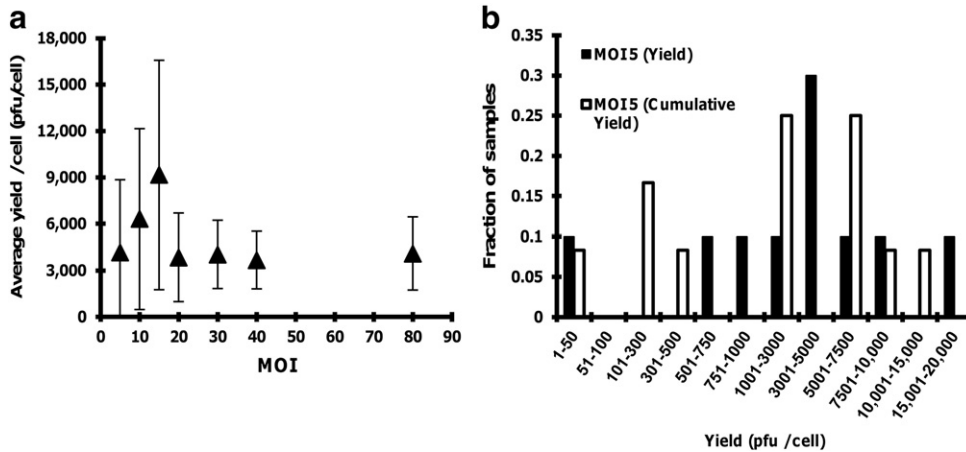 a
18,000
15,000
12,000
9,000
6,000
3,000
0
Average yield /cell (pfu/cell)
0 10 20 30 40 50 60 70 80 90
MOI
b
0.35
0.3
0.25
0.2
0.15
0.1
0.05
0
Fraction of samples
MOI5 (Yield)
MOI5 (Cumulative
Yield)
1-50
51-100
101-300
301-500
501-750
751-1000
1001-3000
3001-5000
5001-7500
7501-10,000
10,001-15,000
15,001-20,000
Yield (pfu /cell)